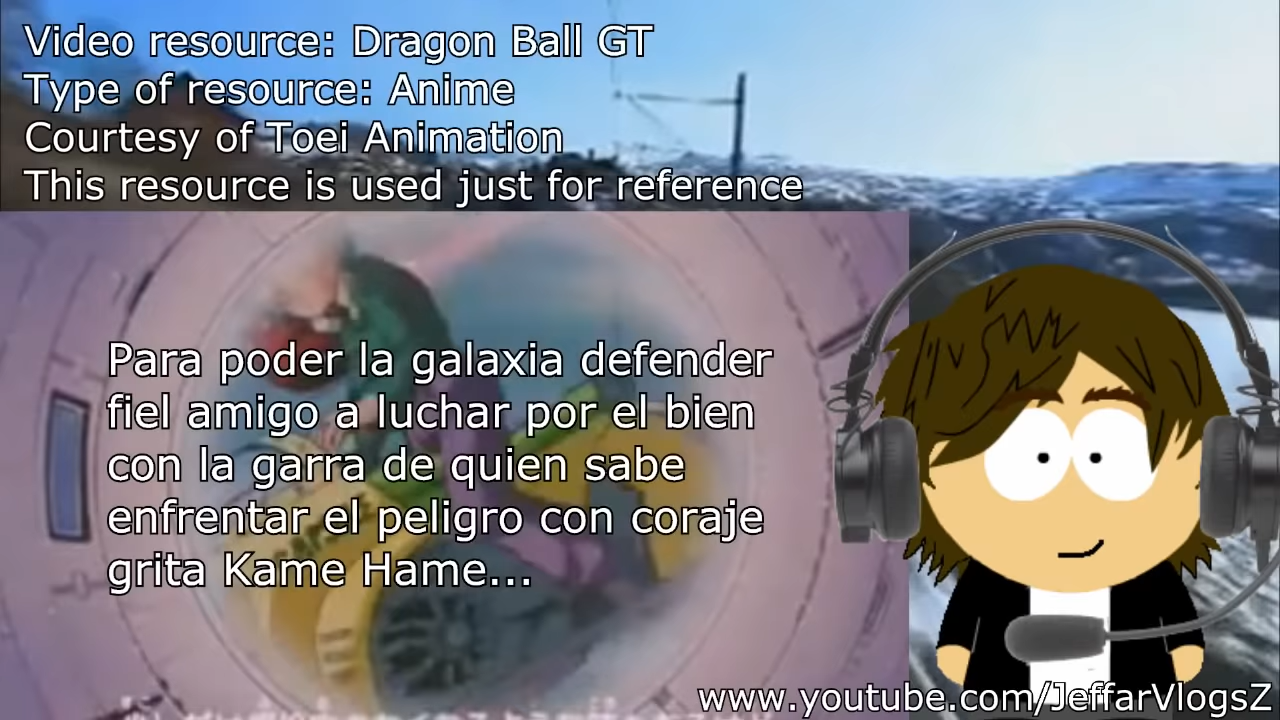 Video resource: Dragon Ball GT
Type of resource: Anime
Courtesy of Toei Animation
This resource is used just for reference
Para poder la galaxia defender
fiel amigo a luchar por el bien
con la garra de quien sabe
enfrentar el peligro con coraje
grita Kame Hame...
www.youtube.com/JeffarVlogsZ